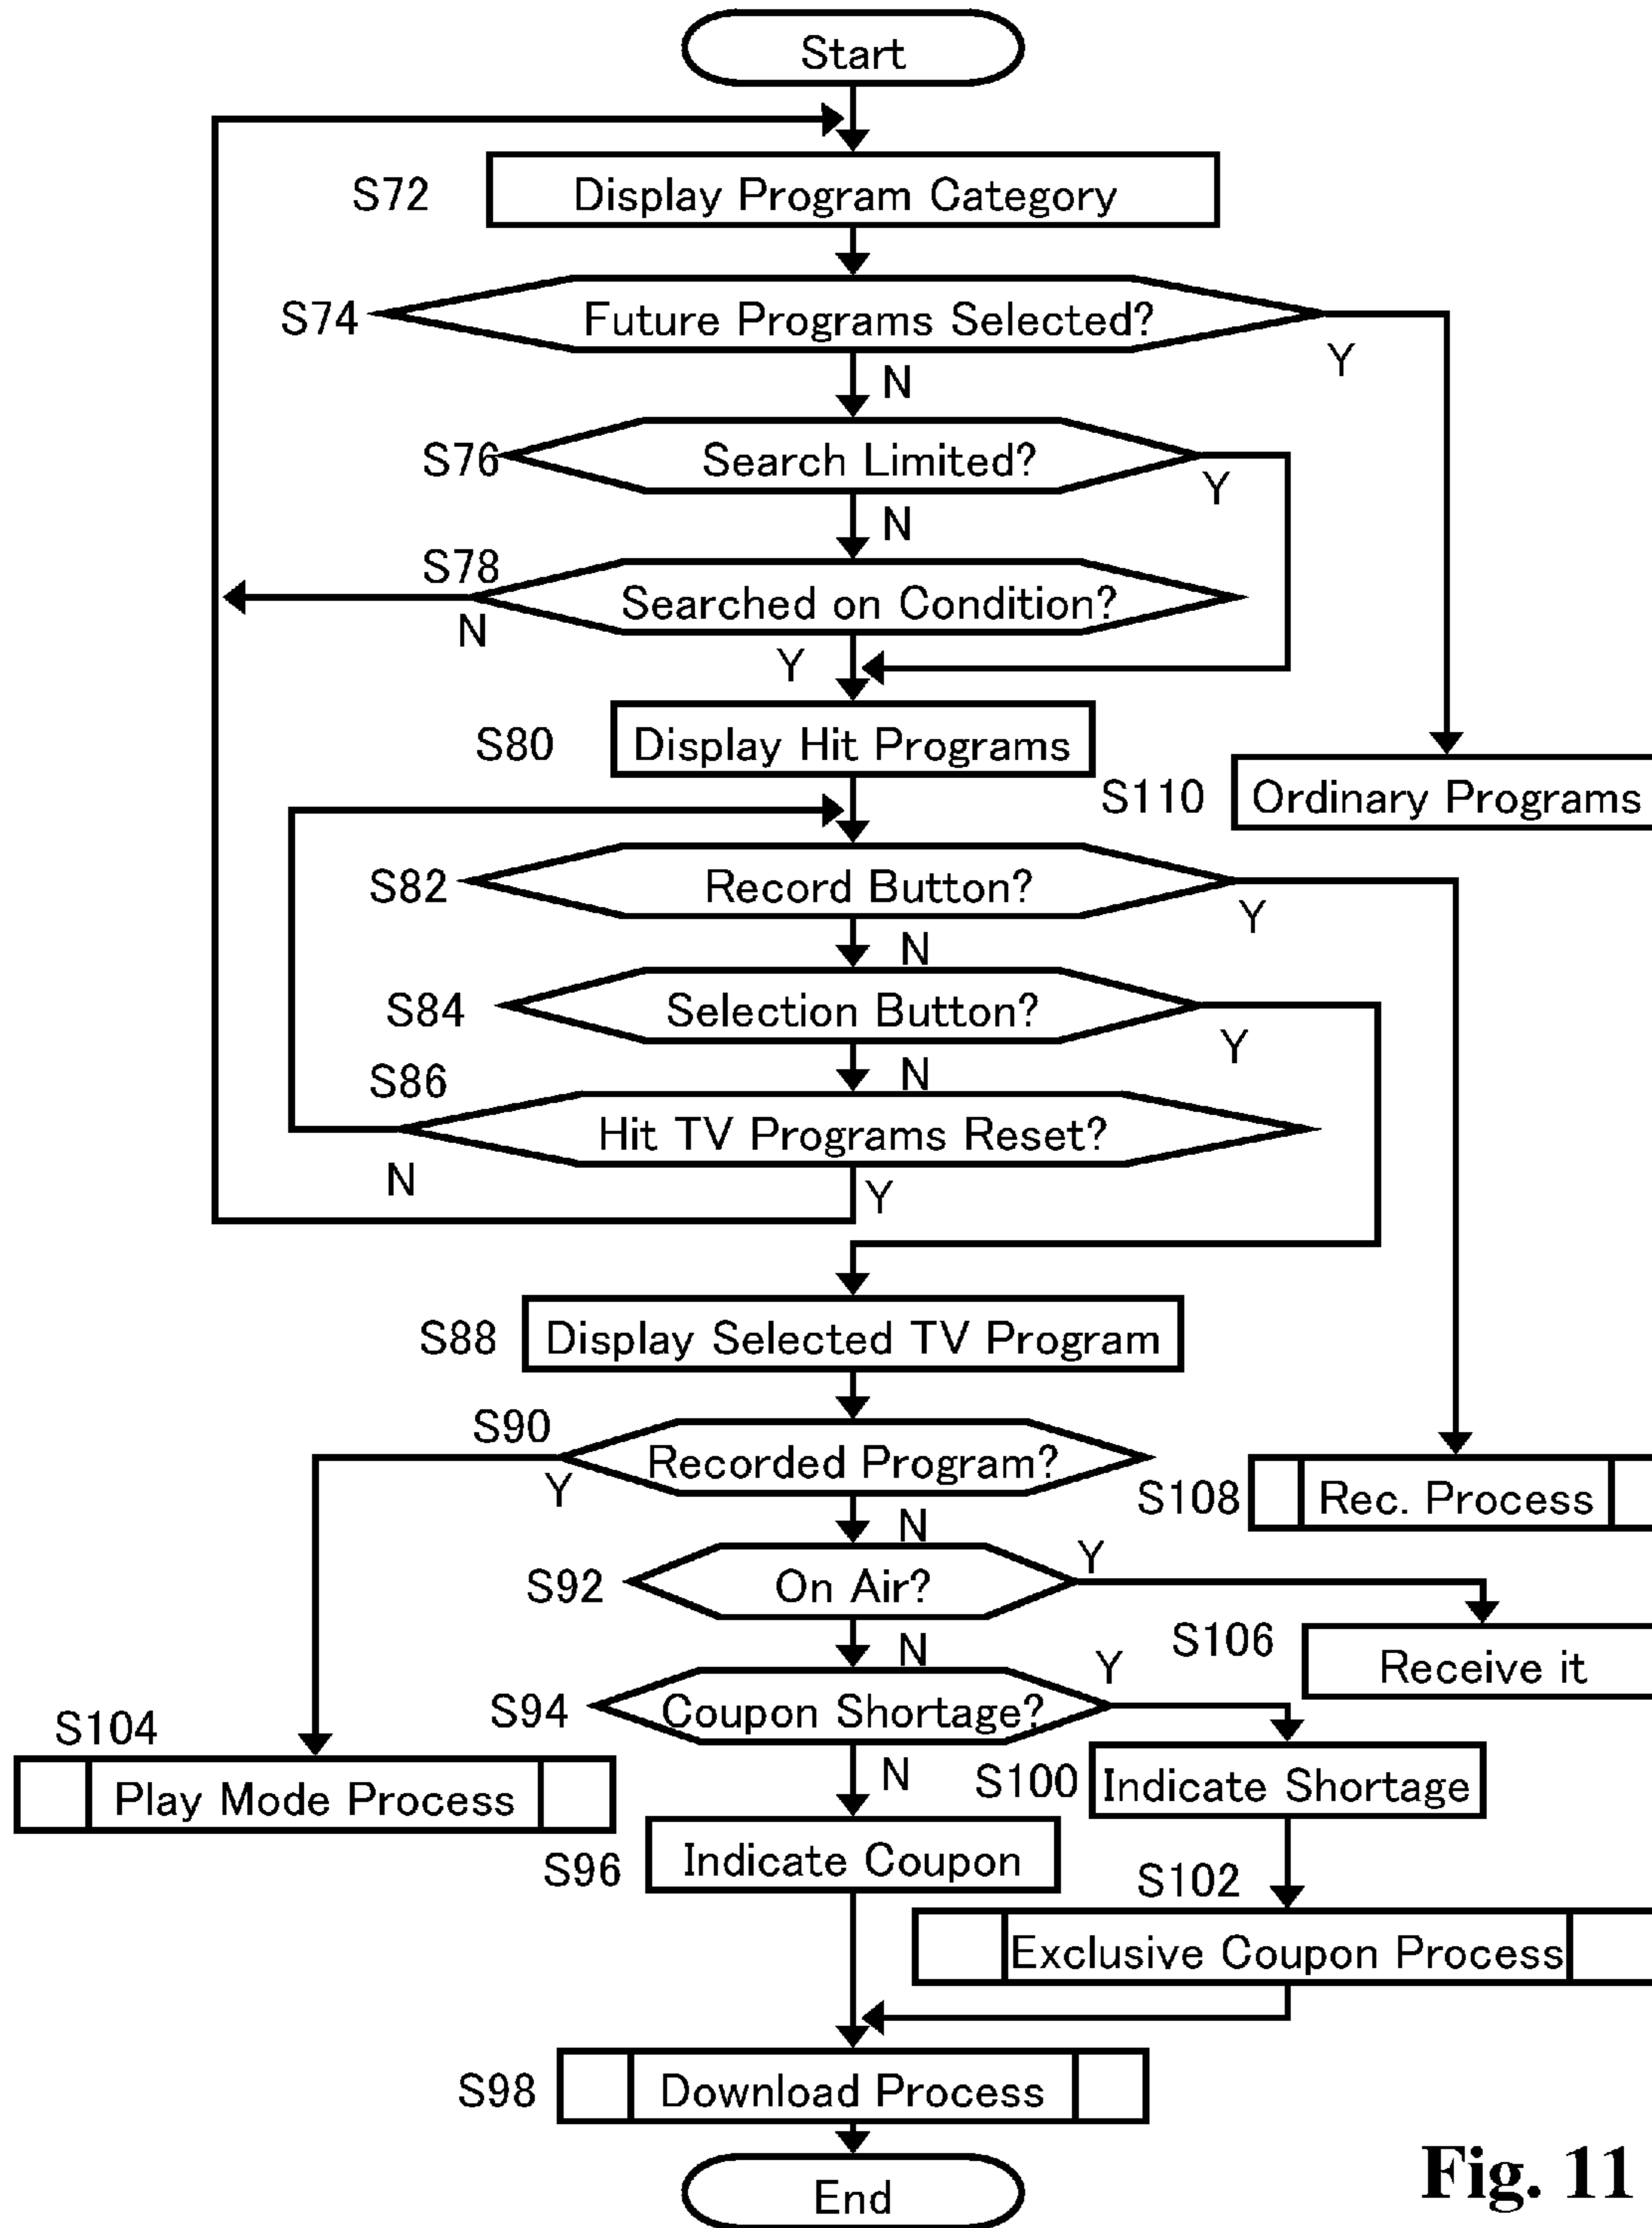 Start
S72
Display Program Category
S74
Future Programs Selected?
Y
N
S76
Search Limited?
Y
N
S78
Searched on Condition?
N
Y
S80
Display Hit Programs
S110
Ordinary Programs
S82
Record Button?
Y
N
S84
Selection Button?
Y
N
S86
Hit TV Programs Reset?
N
Y
S88
Display Selected TV Program
S90
Recorded Program?
Y
N
S108
Rec. Process
S92
On Air?
Y
N
S106
Receive it
S94
Coupon Shortage?
Y
N
S104
Play Mode Process
S100
Indicate Shortage
S96
Indicate Coupon
S102
Exclusive Coupon Process
S98
Download Process
End
Fig. 11